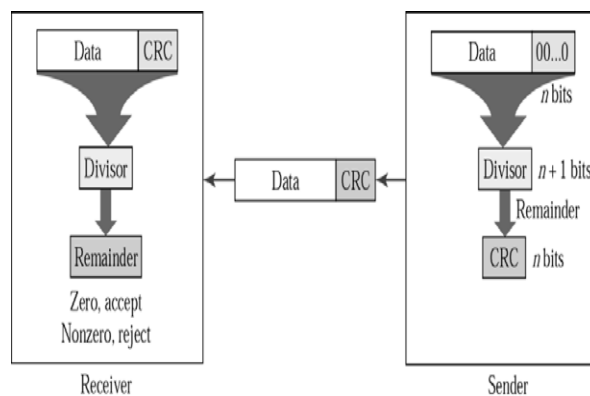 Data CRC
Divisor
Remainder
Zero, accept
Nonzero, reject
Receiver
Data CRC
Data 00...0
n bits
Divisor n + 1 bits
Remainder
CRC n bits
Sender